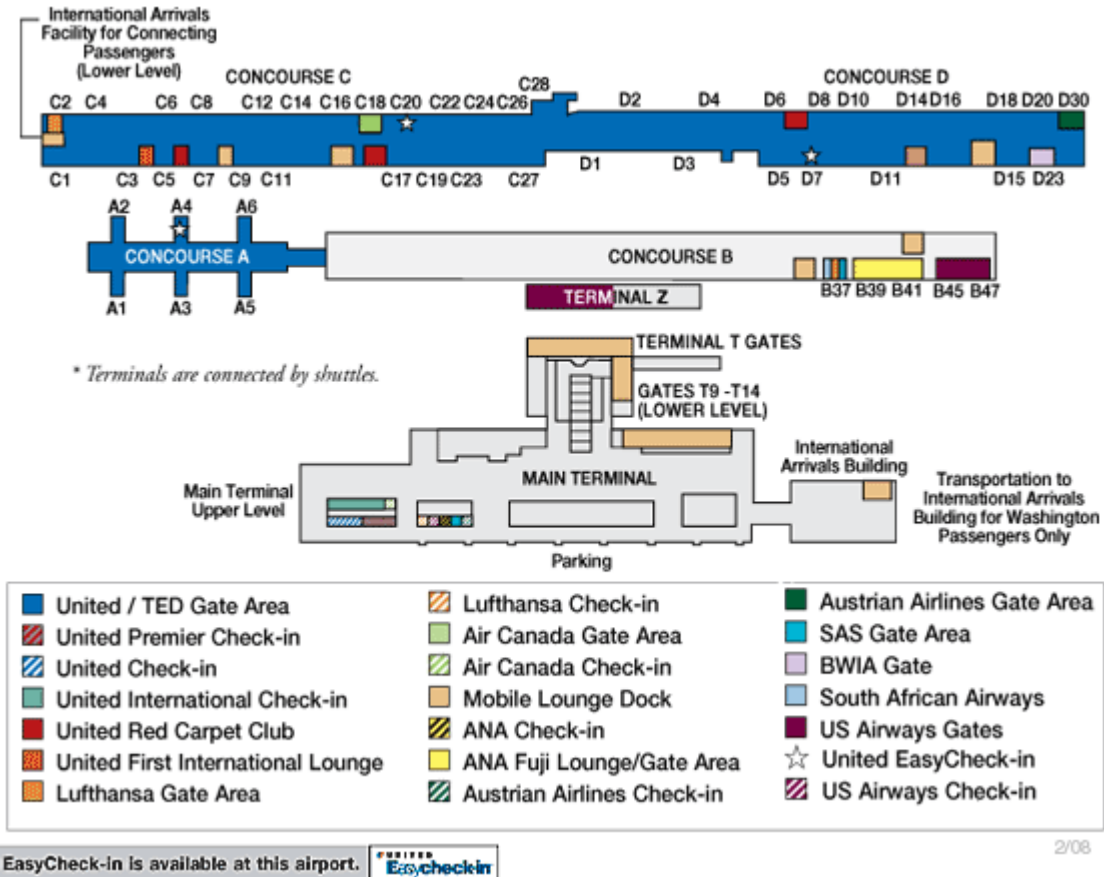 International Arrivals
Facility for Connecting
Passengers
(Lower Level)
CONCOURSE C
CONCOURSE D
C28
C2 C4 C6 C8 C12 C14 C16 C18 C20 C22 C24 C26 D2 D4 D6 D8 D10 D14 D16 D18 D20 D30
C1 C3 C5 C7 C9 C11 C17 C19 C23 C27 D1 D3 D5 D7 D11 D15 D23
A2 A4 A6
CONCOURSE A
CONCOURSE B
A1 A3 A5
B37 B39 B41 B45 B47
TERMINAL Z
* Terminals are connected by shuttles.
TERMINAL T GATES
GATES T9 -T14
(LOWER LEVEL)
Main Terminal
Upper Level
MAIN TERMINAL
International
Arrivals Building
Transportation to
International Arrivals
Building for Washington
Passengers Only
Parking
United / TED Gate Area
United Premier Check-in
United Check-in
United International Check-in
United Red Carpet Club
United First International Lounge
Lufthansa Gate Area
Lufthansa Check-in
Air Canada Gate Area
Air Canada Check-in
Mobile Lounge Dock
ANA Check-in
ANA Fuji Lounge/Gate Area
Austrian Airlines Check-in
Austrian Airlines Gate Area
SAS Gate Area
BWIA Gate
South African Airways
US Airways Gates
United EasyCheck-in
US Airways Check-in
2/08
EasyCheck-in is available at this airport.
UNITED
Easycheck-in